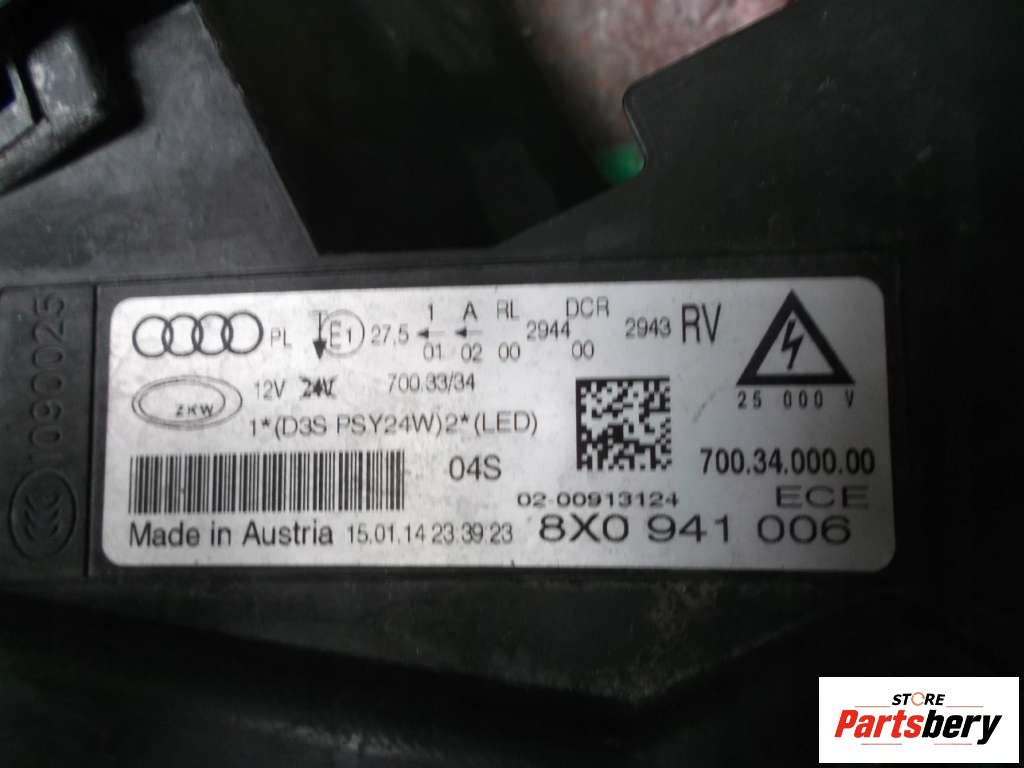 1090025
PL E1 27,5 1 A RL DCR 2944 2943 RV
01 02 00 00
ZKW 12V 24V 700.33/34
25 000 V
1*(D3S PSY24W)2*(LED)
04S 700.34.000.00
02-00913124 ECE
Made in Austria 15.01.14 23:39:23 8X0 941 006
STORE
Partsbery